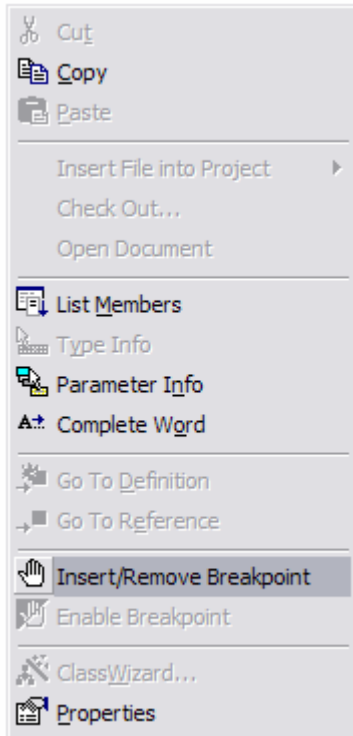 Cut
Copy
Paste
Insert File into Project
Check Out...
Open Document
List Members
Type Info
Parameter Info
Complete Word
Go To Definition
Go To Reference
Insert/Remove Breakpoint
Enable Breakpoint
ClassWizard...
Properties